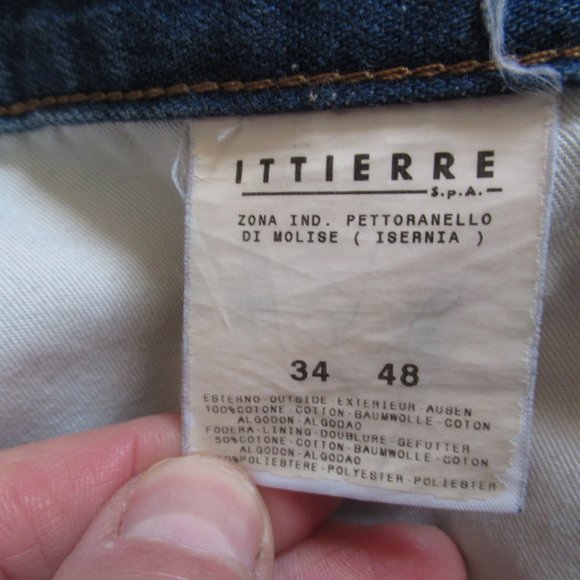 ITTIERRE
S.p.A.
ZONA IND. PETTORANELLO
DI MOLISE ( ISERNIA )
34 48
ESTERNO-OUTSIDE-EXTERIEUR-AUSEN
100%COTONE-COTTON-BAUMWOLLE-COTON
ALGODON-ALGODAO
FODERA-LINING-DOUBLURE-GEFUTTER
50%COTONE-COTTON-BAUMWOLLE-COTON
ALGODON-ALGODAO
50%POLIESTERE-POLYESTER-POLIESTER